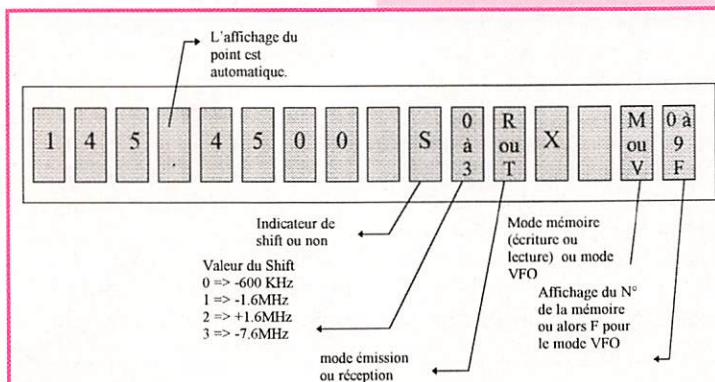 L'affichage du
point est
automatique.
1 4 5 . 4 5 0 0 S 0 à 3 R ou T X M ou V 0 à 9 F
Indicateur de
shift ou non
Valeur du Shift
0 => -600 KHz
1 => -1.6MHz
2 => +1.6MHz
3 => -7.6MHz
mode émission
ou réception
Mode mémoire
(écriture ou
lecture) ou mode
VFO
Affichage du N°
de la mémoire
ou alors F pour
le mode VFO